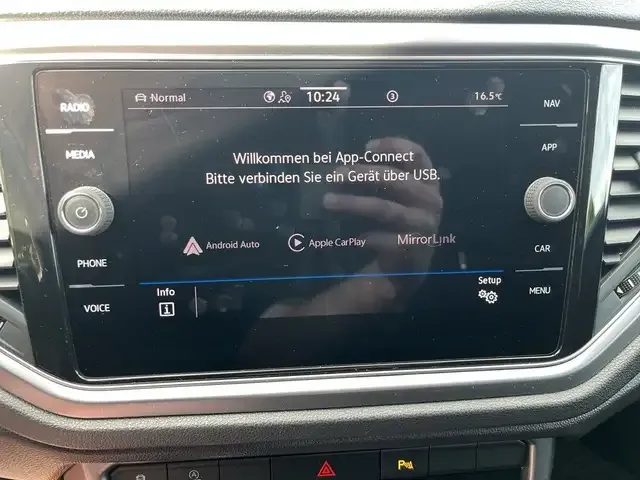 RADIO
MEDIA
PHONE
VOICE
Normal 10:24 3 16.5°C
Willkommen bei App-Connect
Bitte verbinden Sie ein Gerät über USB.
Android Auto Apple CarPlay MirrorLink
Info Setup
NAV
APP
CAR
MENU